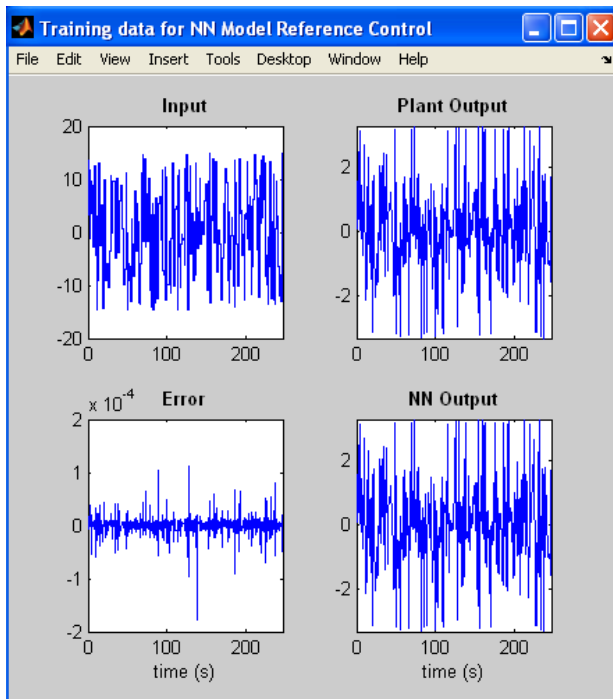 Training data for NN Model Reference Control
File Edit View Insert Tools Desktop Window Help
Input
20
10
0
-10
-20
0 100 200
Plant Output
2
0
-2
0 100 200
x 10^-4
Error
2
1
0
-1
-2
0 100 200
time (s)
NN Output
2
0
-2
0 100 200
time (s)